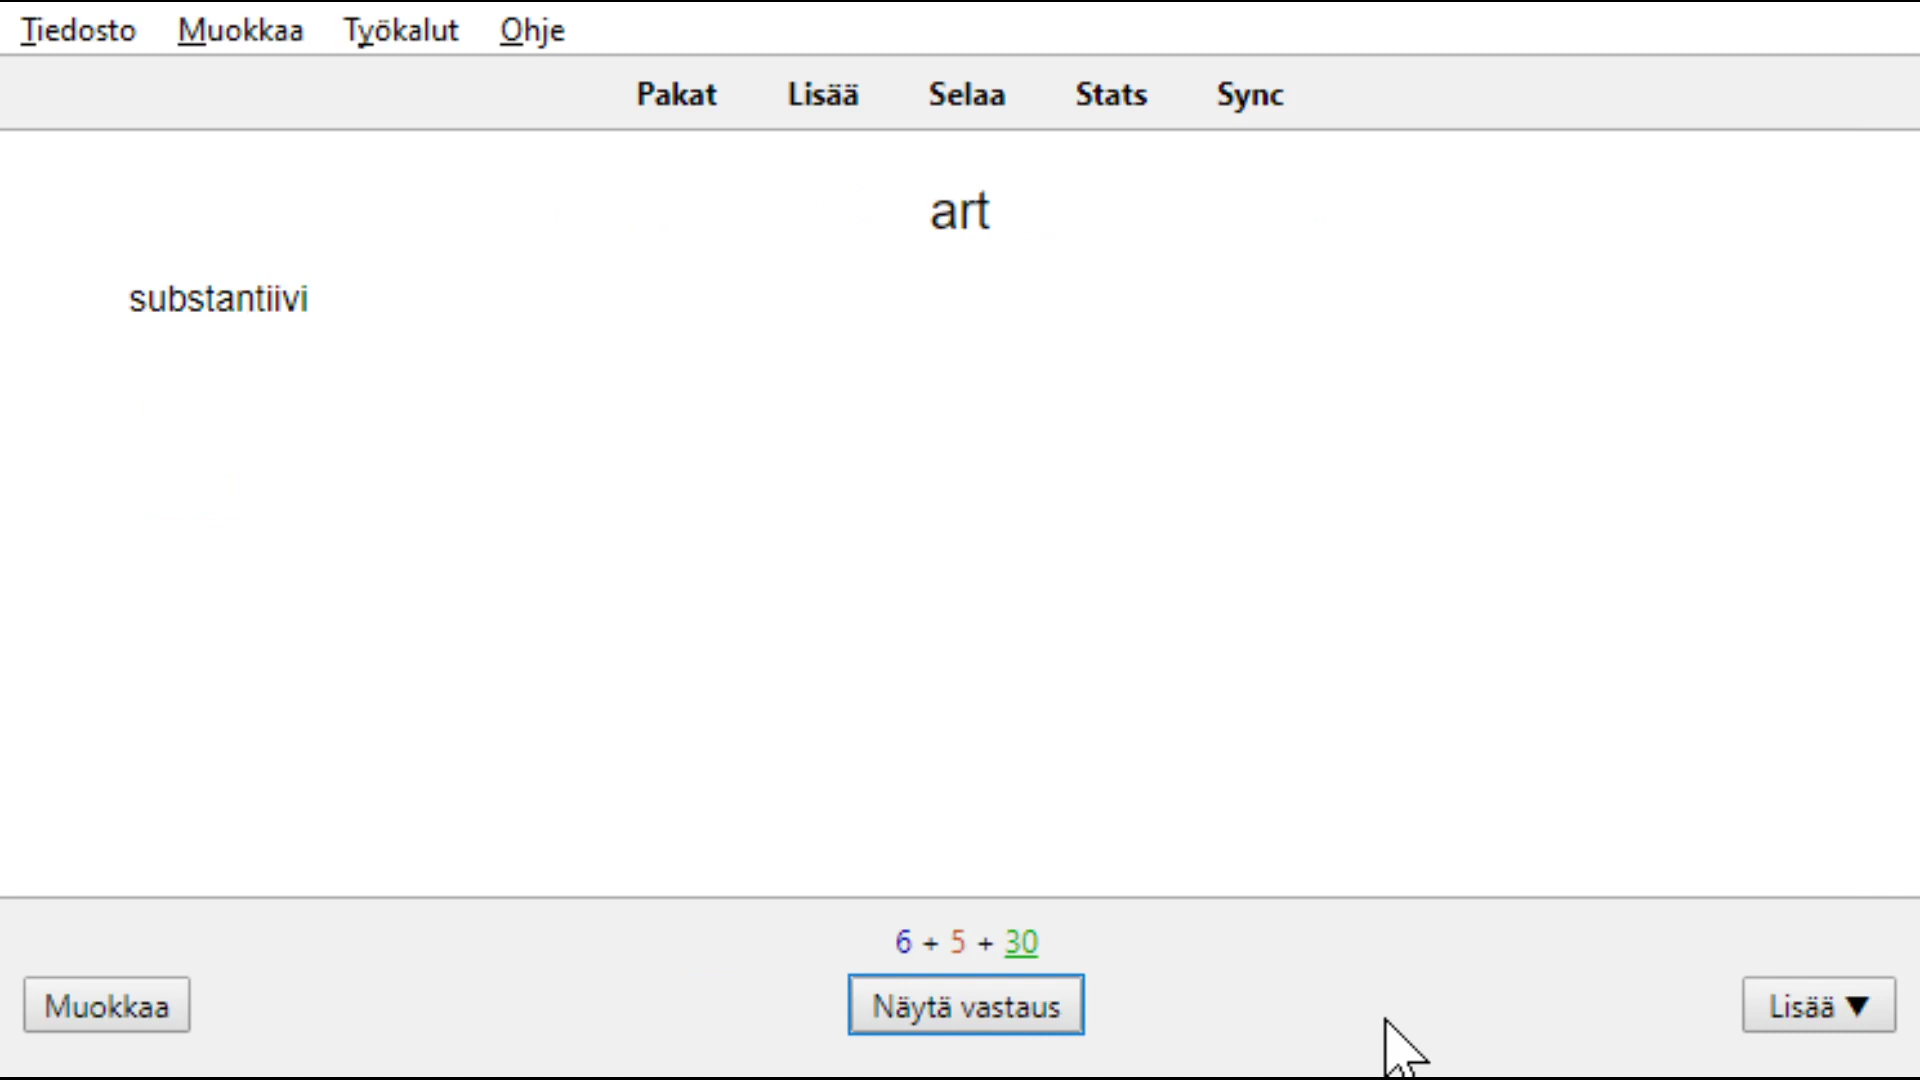 Tiedosto Muokkaa Työkalut Ohje
Pakat Lisää Selaa Stats Sync
art
substantiivi
6 + 5 + 30
Muokkaa Näytä vastaus Lisää ▼